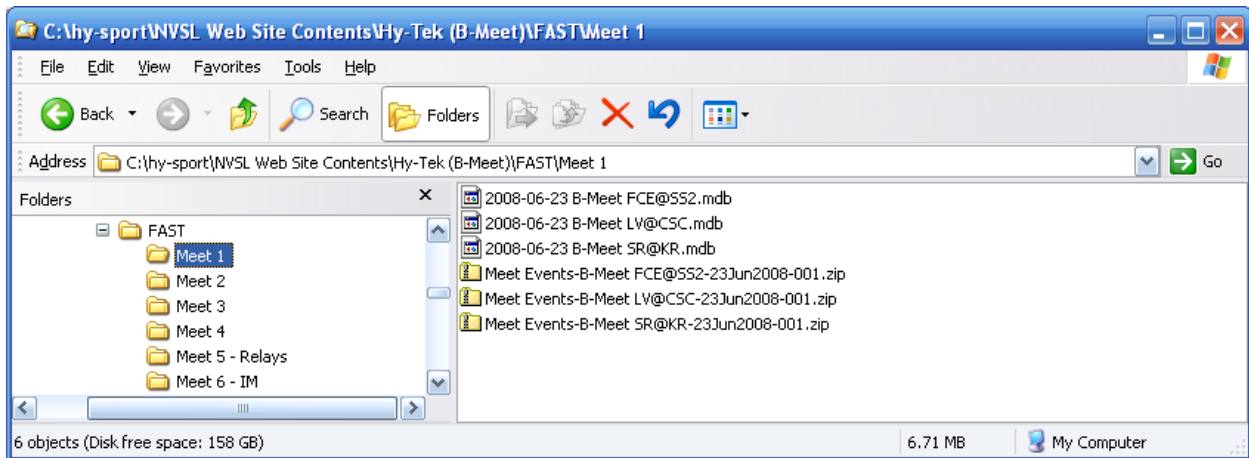 C:\hy-sport\NVSL Web Site Contents\Hy-Tek (B-Meet)\FAST\Meet 1
File Edit View Favorites Tools Help
Back Search Folders
Address C:\hy-sport\NVSL Web Site Contents\Hy-Tek (B-Meet)\FAST\Meet 1 Go
Folders
FAST
Meet 1
Meet 2
Meet 3
Meet 4
Meet 5 - Relays
Meet 6 - IM
2008-06-23 B-Meet FCE@SS2.mdb
2008-06-23 B-Meet LV@CSC.mdb
2008-06-23 B-Meet SR@KR.mdb
Meet Events-B-Meet FCE@SS2-23Jun2008-001.zip
Meet Events-B-Meet LV@CSC-23Jun2008-001.zip
Meet Events-B-Meet SR@KR-23Jun2008-001.zip
6 objects (Disk free space: 158 GB) 6.71 MB My Computer